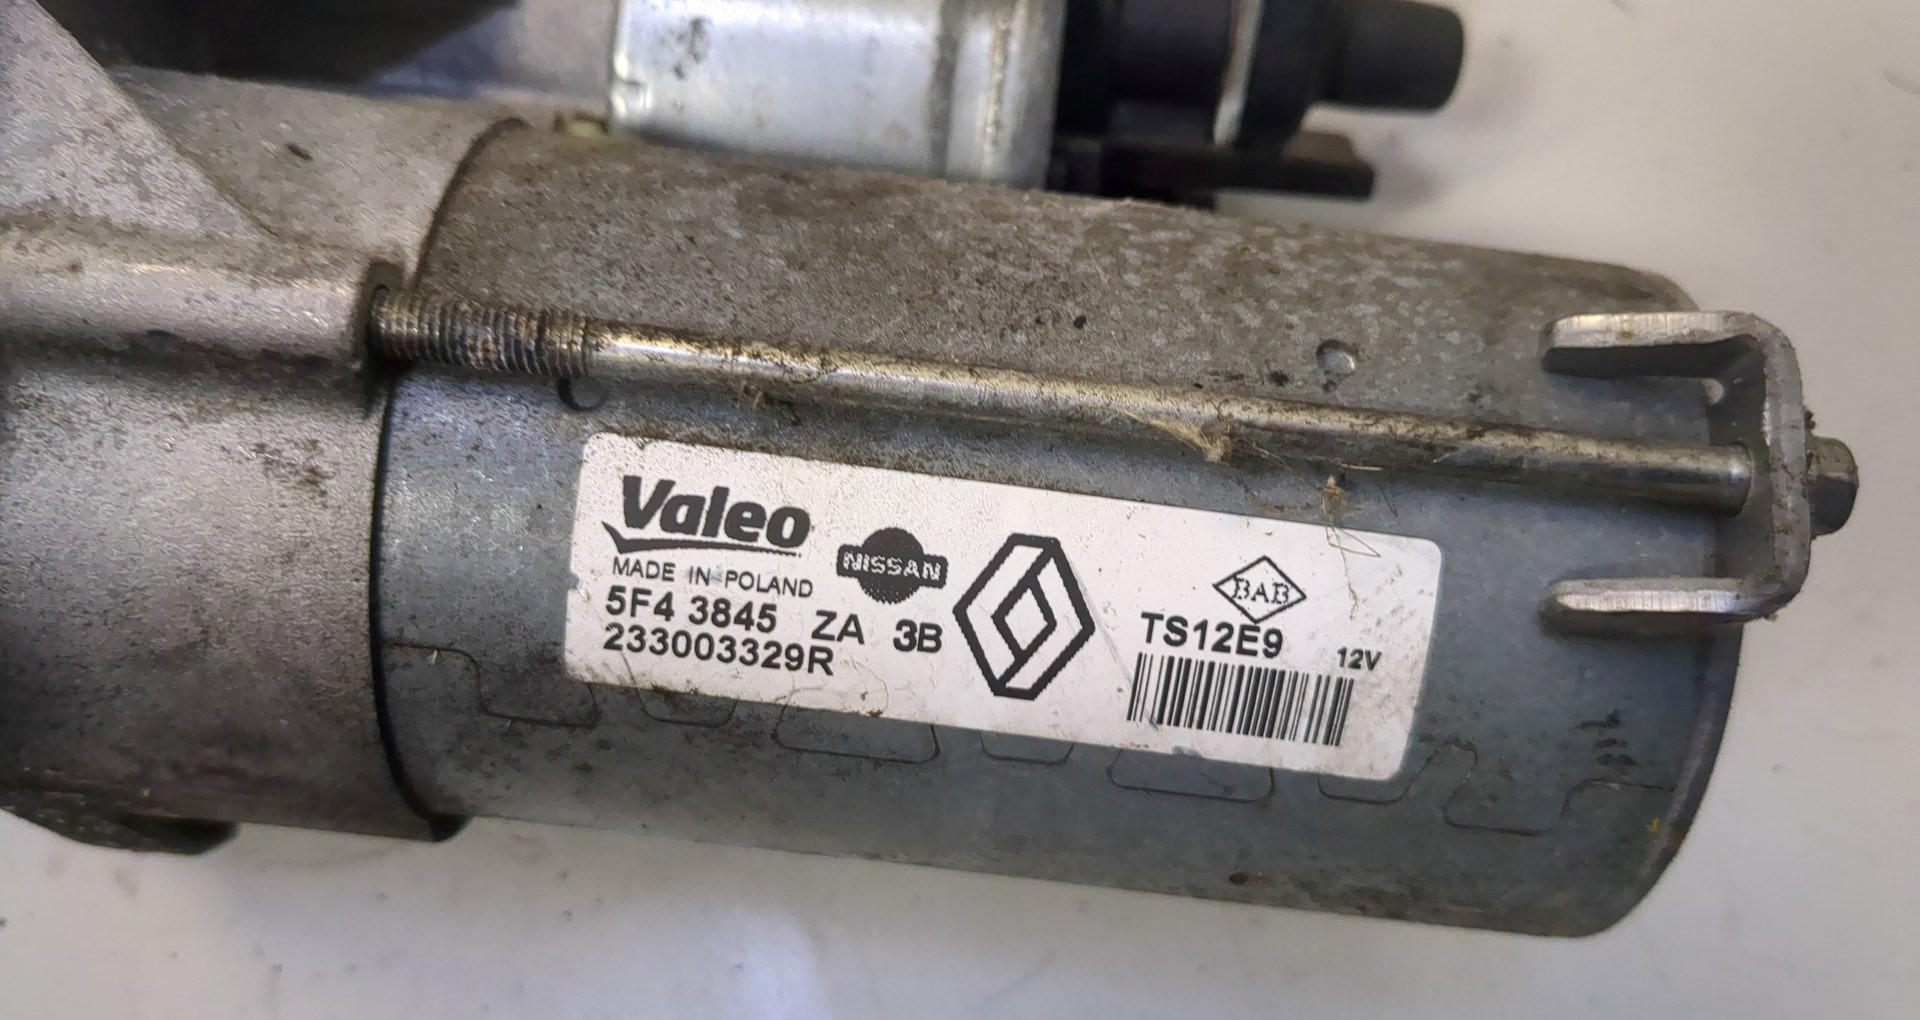 Valeo
MADE IN POLAND
NISSAN
5F4 3845 ZA 3B
233003329R
BAB
TS12E9 12V